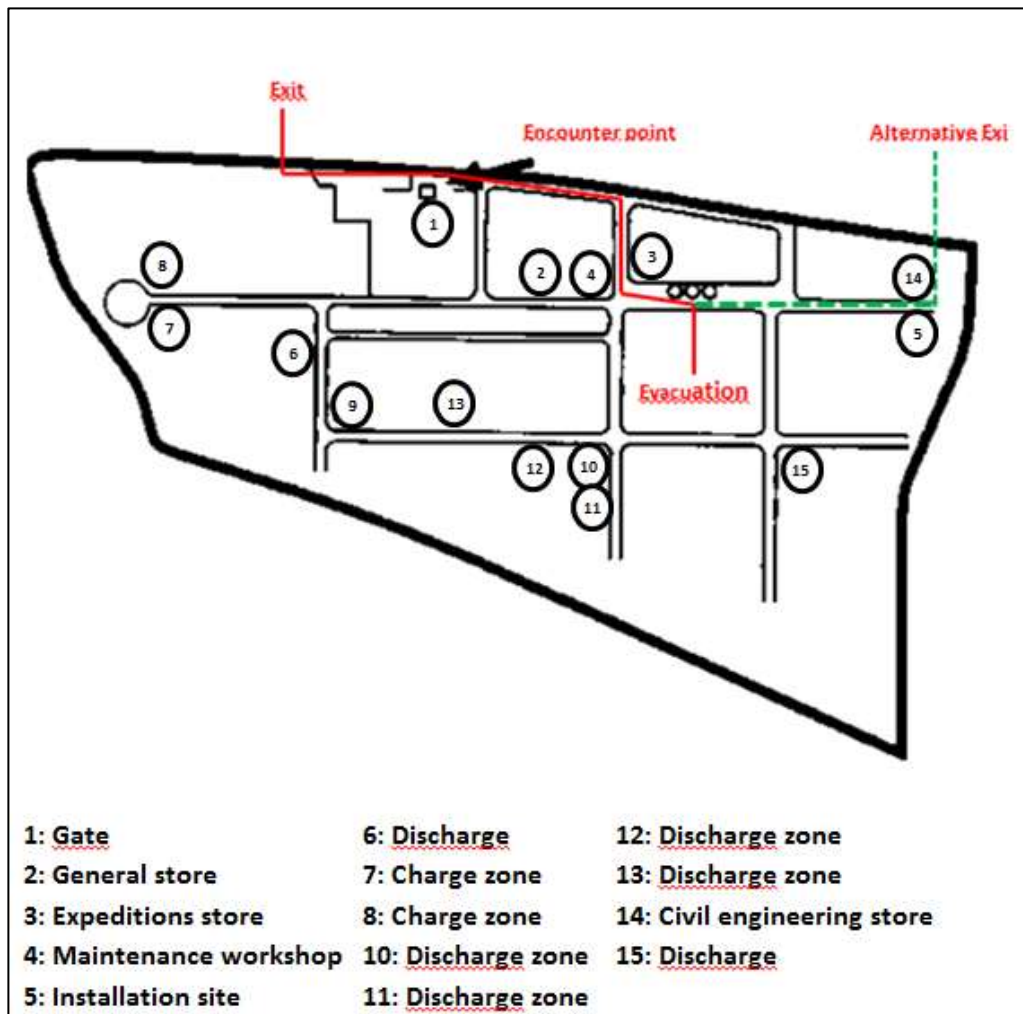 Exit
Encounter point
Alternative Exi
1
8
2
4
3
14
7
5
6
Evacuation
9
13
12
10
15
11
1: Gate
2: General store
3: Expeditions store
4: Maintenance workshop
5: Installation site
6: Discharge
7: Charge zone
8: Charge zone
10: Discharge zone
11: Discharge zone
12: Discharge zone
13: Discharge zone
14: Civil engineering store
15: Discharge